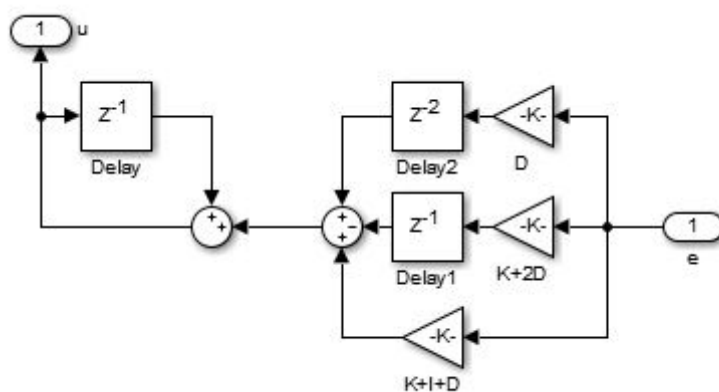 1
u
Z-1
Delay
Z-2
Delay2
-K-
D
+
+
+
+
-
Z-1
Delay1
-K-
K+2D
1
e
-K-
K+I+D